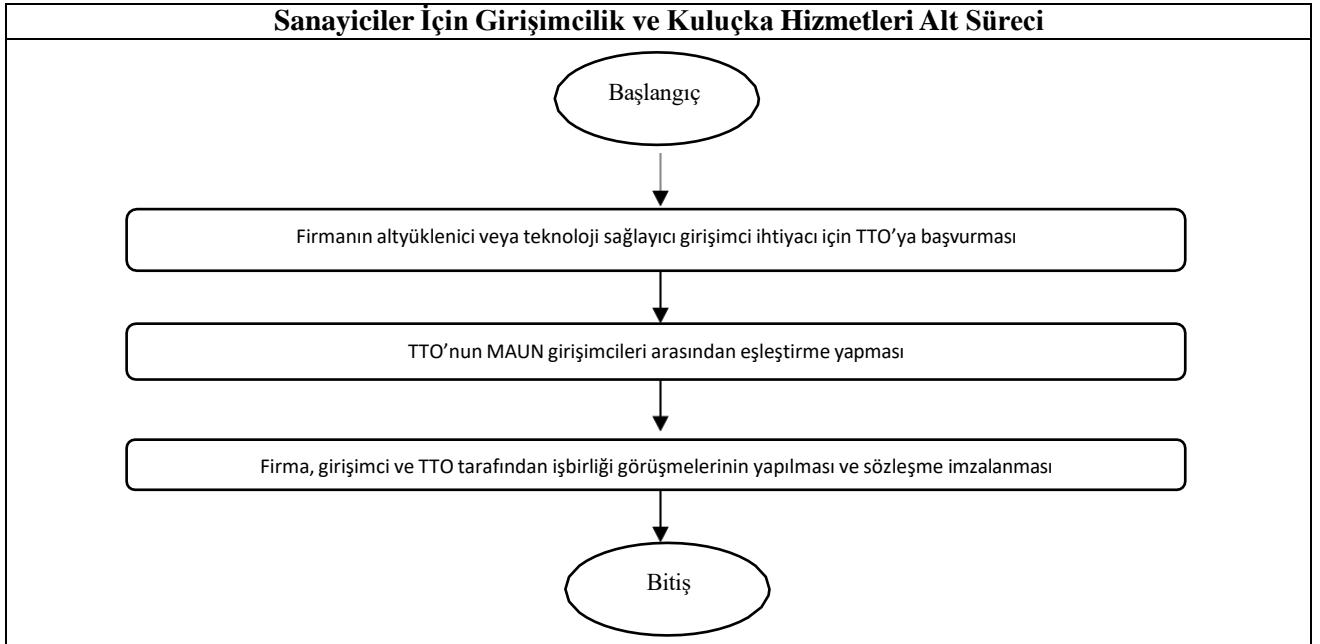 Sanayiciler İçin Girişimcilik ve Kuluçka Hizmetleri Alt Süreci
Başlangıç
Firmanın altyüklenici veya teknoloji sağlayıcı girişimci ihtiyacı için TTO’ya başvurması
TTO’nun MAUN girişimcileri arasından eşleştirme yapması
Firma, girişimci ve TTO tarafından işbirliği görüşmelerinin yapılması ve sözleşme imzalanması
Bitiş